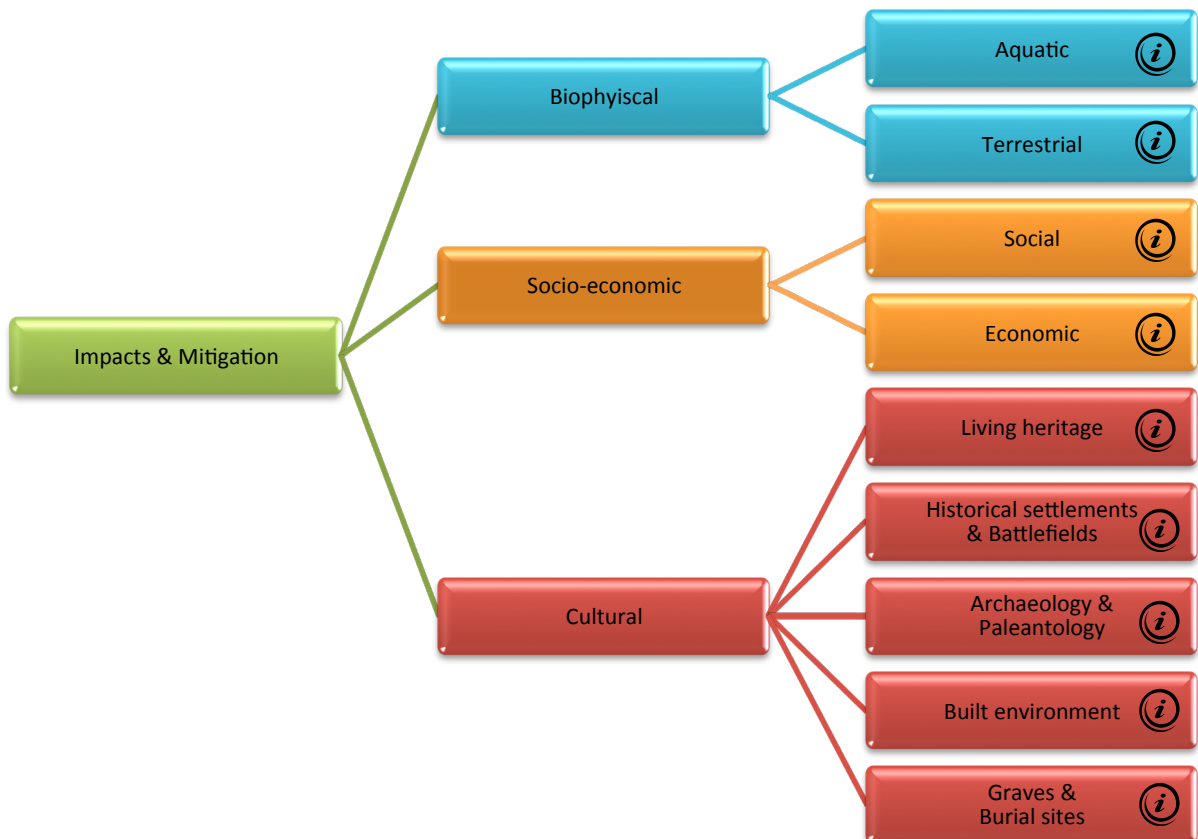 Impacts & Mitigation
Biophyiscal
Aquatic
i
Terrestrial
i
Socio-economic
Social
i
Economic
i
Cultural
Living heritage
i
Historical settlements
& Battlefields
i
Archaeology &
Paleantology
i
Built environment
i
Graves &
Burial sites
i